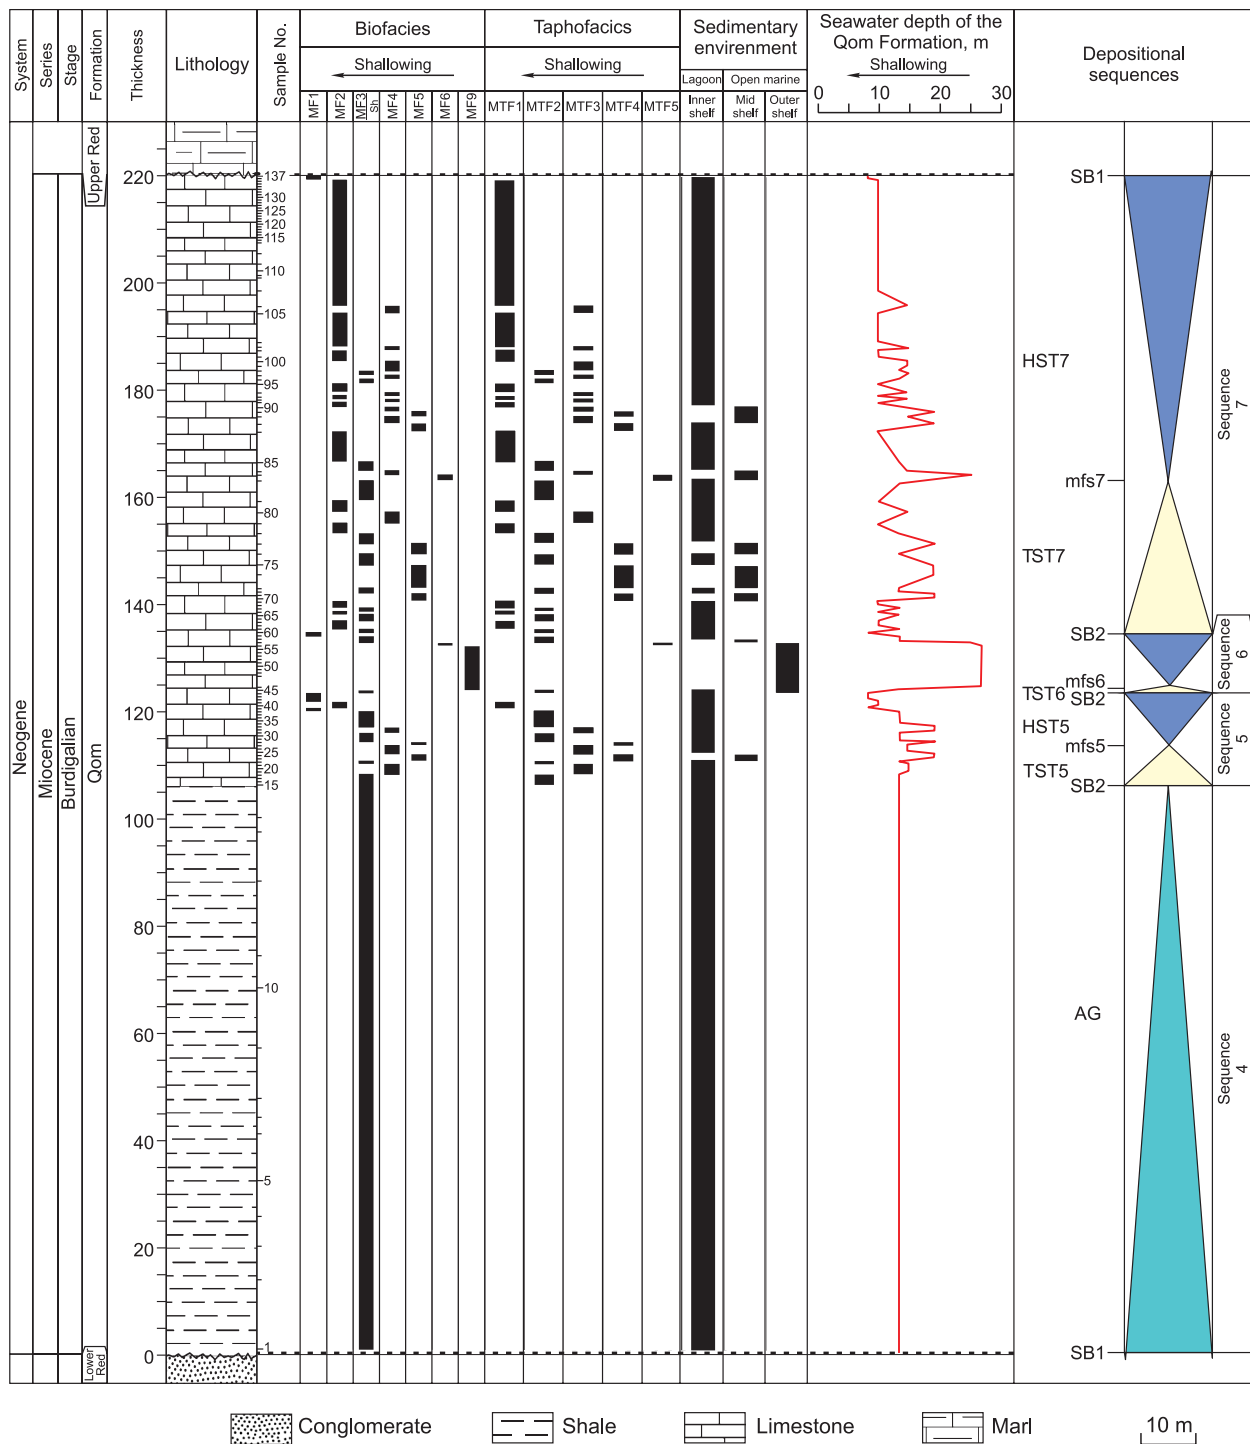 System
Series
Stage
Formation
Thickness
Lithology
Sample No.
Biofacies
Shallowing
MF1
MF2
MF3
Sh
MF4
MF5
MF6
MF9
Taphofacics
Shallowing
MTF1
MTF2
MTF3
MTF4
MTF5
Sedimentary
envirenment
Lagoon
Open marine
Inner
shelf
Mid
shelf
Outer
shelf
Seawater depth of the
Qom Formation, m
Shallowing
0 10 20 30
Depositional
sequences
Neogene
Miocene
Burdigalian
Upper Red
Qom
Lower
Red
220
200
180
160
140
120
100
80
60
40
20
0
137
130
125
120
115
110
105
100
95
90
85
80
75
70
65
60
55
50
45
40
35
30
25
20
15
10
5
1
SB1
HST7
mfs7
TST7
SB2
mfs6
TST6
SB2
HST5
mfs5
TST5
SB2
AG
SB1
Sequence
7
Sequence
6
Sequence
5
Sequence
4
Conglomerate
Shale
Limestone
Marl
10 m